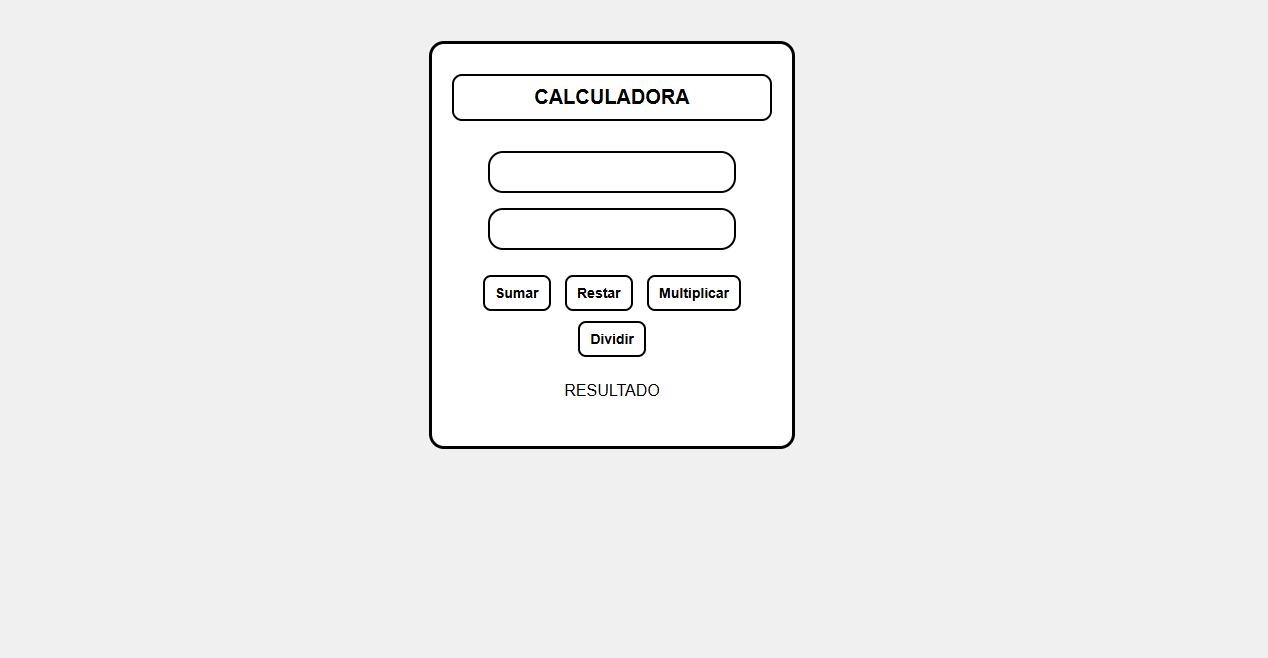 CALCULADORA
Sumar Restar Multiplicar
Dividir
RESULTADO